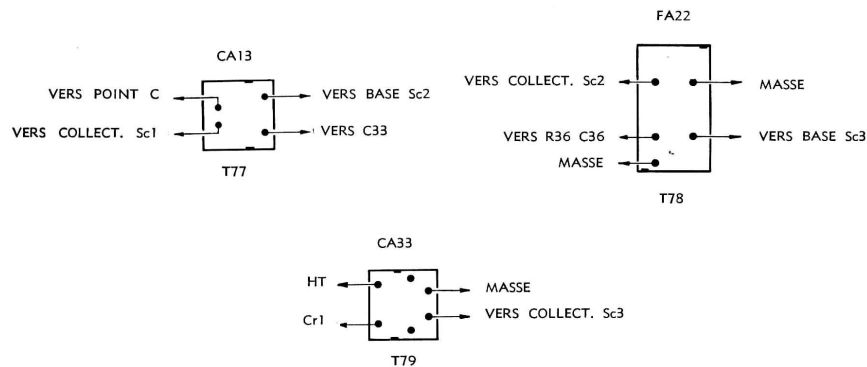 CA13
VERS POINT C
VERS BASE Sc2
VERS COLLECT. Sc1
VERS C33
T77
FA22
VERS COLLECT. Sc2
MASSE
VERS R36 C36
VERS BASE Sc3
MASSE
T78
CA33
HT
MASSE
Cr1
VERS COLLECT. Sc3
T79